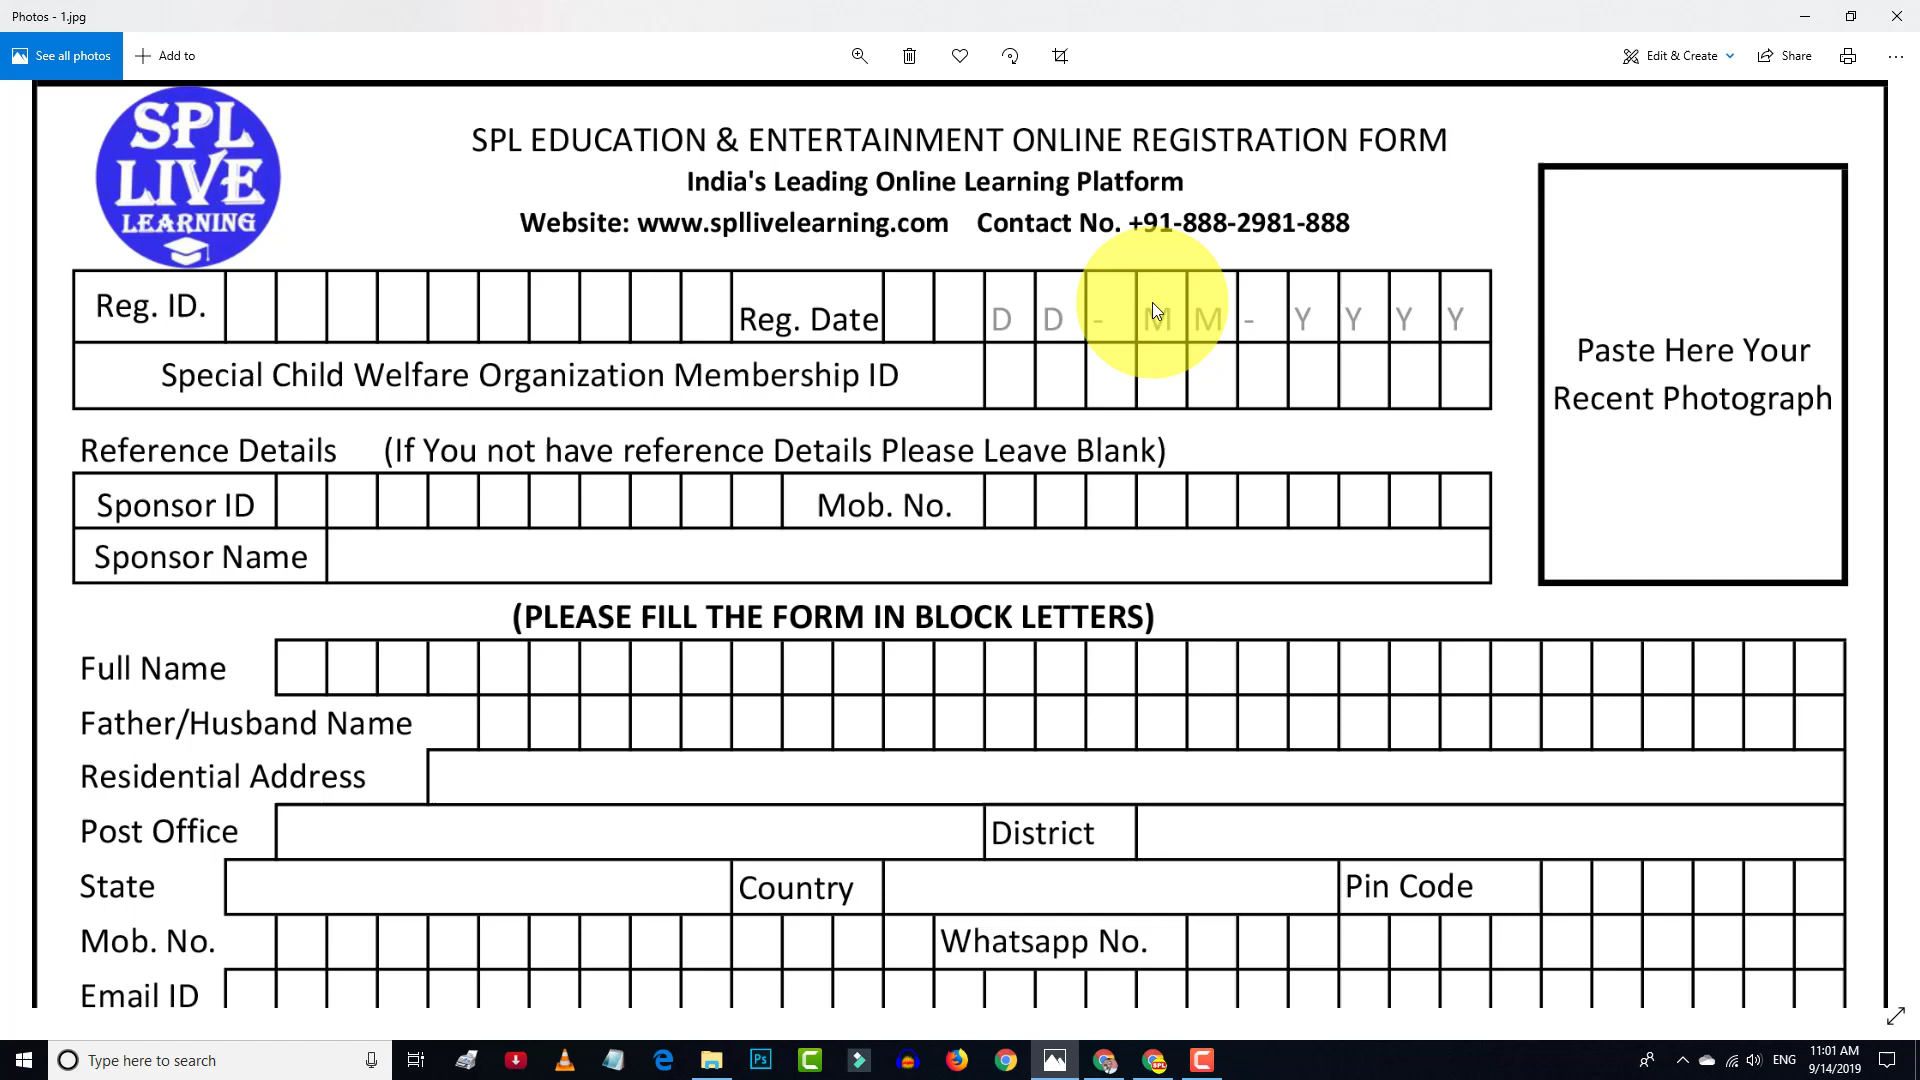 Photos - 1.jpg
See all photos
Add to
Edit & Create
Share
SPL
LIVE
LEARNING
SPL EDUCATION & ENTERTAINMENT ONLINE REGISTRATION FORM
India's Leading Online Learning Platform
Website: www.spllivelearning.com Contact No. +91-888-2981-888
Paste Here Your
Recent Photograph
Reg. ID. Reg. Date D D - M M - Y Y Y Y
Special Child Welfare Organization Membership ID
Reference Details (If You not have reference Details Please Leave Blank)
Sponsor ID Mob. No.
Sponsor Name
(PLEASE FILL THE FORM IN BLOCK LETTERS)
Full Name
Father/Husband Name
Residential Address
Post Office District
State Country Pin Code
Mob. No. Whatsapp No.
Email ID
Type here to search
Ps
SPL
ENG
11:01 AM
9/14/2019